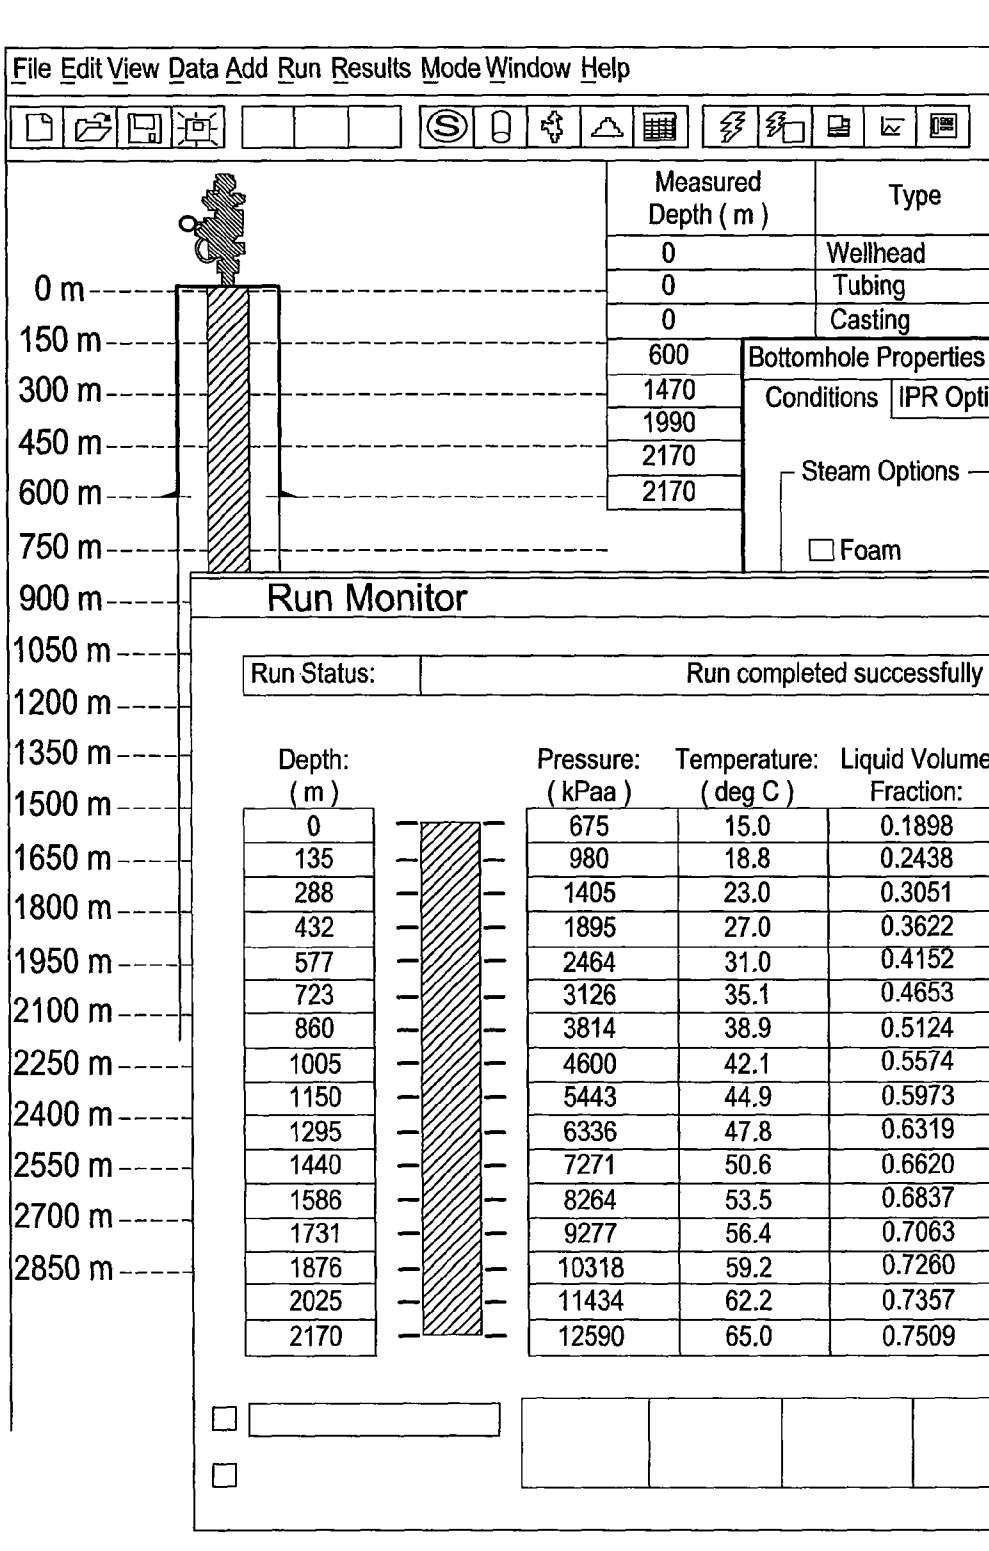 File Edit View Data Add Run Results Mode Window Help
S
Measured Depth ( m ) Type
0 Wellhead
0 Tubing
0 Casting
600
1470
1990
2170
2170
Bottomhole Properties
Conditions IPR Opti
Steam Options
Foam
0 m
150 m
300 m
450 m
600 m
750 m
900 m
1050 m
1200 m
1350 m
1500 m
1650 m
1800 m
1950 m
2100 m
2250 m
2400 m
2550 m
2700 m
2850 m
Run Monitor
Run Status: Run completed successfully
Depth: Pressure: Temperature: Liquid Volume
( m ) ( kPaa ) ( deg C ) Fraction:
0 675 15.0 0.1898
135 980 18.8 0.2438
288 1405 23.0 0.3051
432 1895 27.0 0.3622
577 2464 31.0 0.4152
723 3126 35.1 0.4653
860 3814 38.9 0.5124
1005 4600 42.1 0.5574
1150 5443 44.9 0.5973
1295 6336 47.8 0.6319
1440 7271 50.6 0.6620
1586 8264 53.5 0.6837
1731 9277 56.4 0.7063
1876 10318 59.2 0.7260
2025 11434 62.2 0.7357
2170 12590 65.0 0.7509